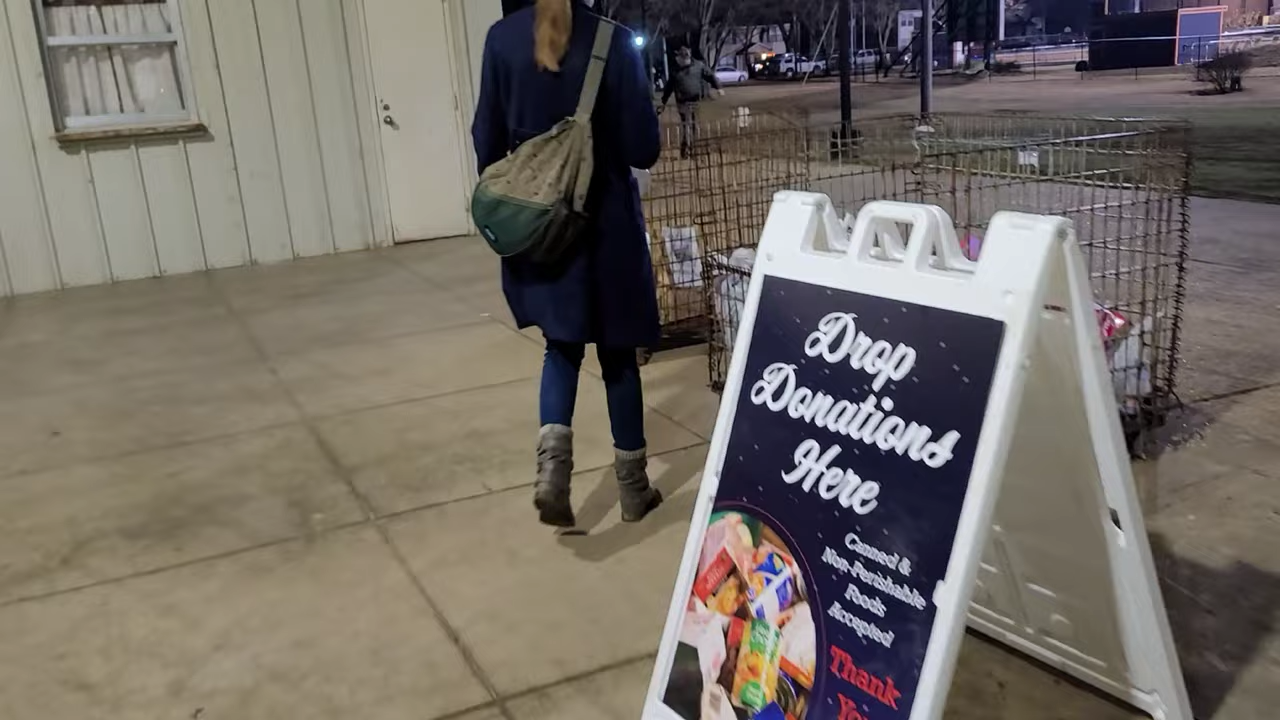 Drop
Donations
Here
Canned &
Non-Perishable
Foods
Accepted
Thank